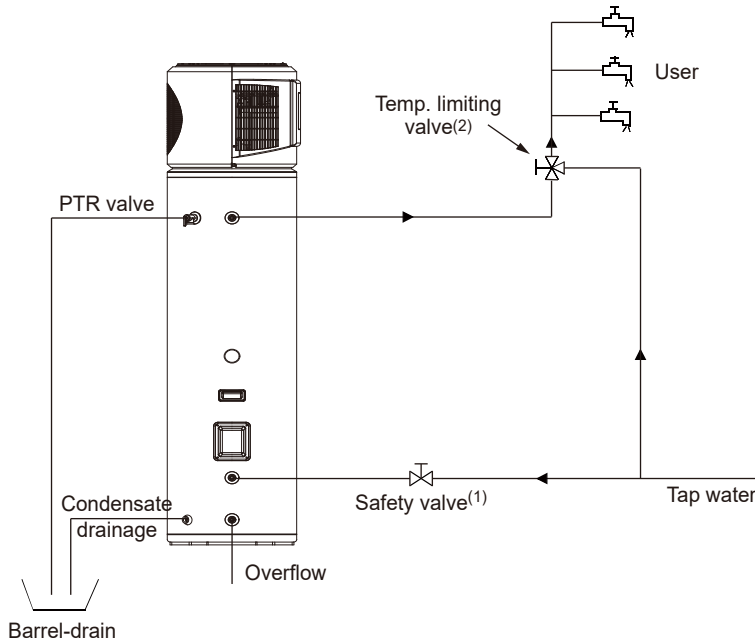 User
Temp. limiting
valve(2)
PTR valve
Condensate
drainage
Safety valve(1)
Tap water
Overflow
Barrel-drain